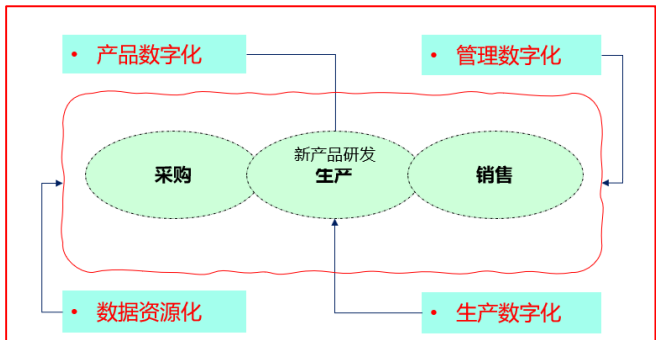 • 产品数字化
• 管理数字化
新产品研发
采购
生产
销售
• 数据资源化
• 生产数字化